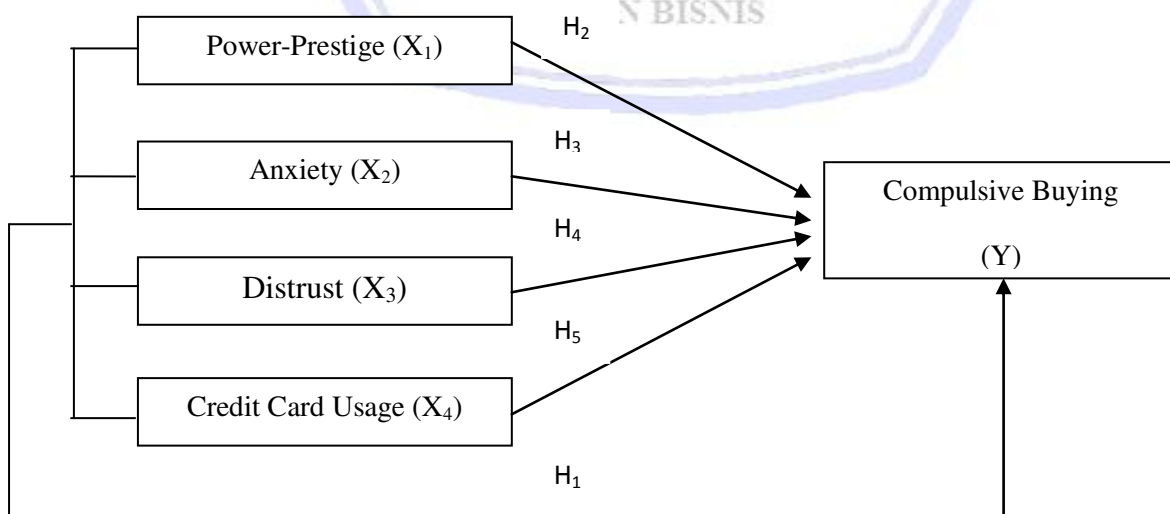 N BISNIS
H₂
Power-Prestige (X₁)
H₃
Anxiety (X₂)
Compulsive Buying
(Y)
H₄
Distrust (X₃)
H₅
Credit Card Usage (X₄)
H₁